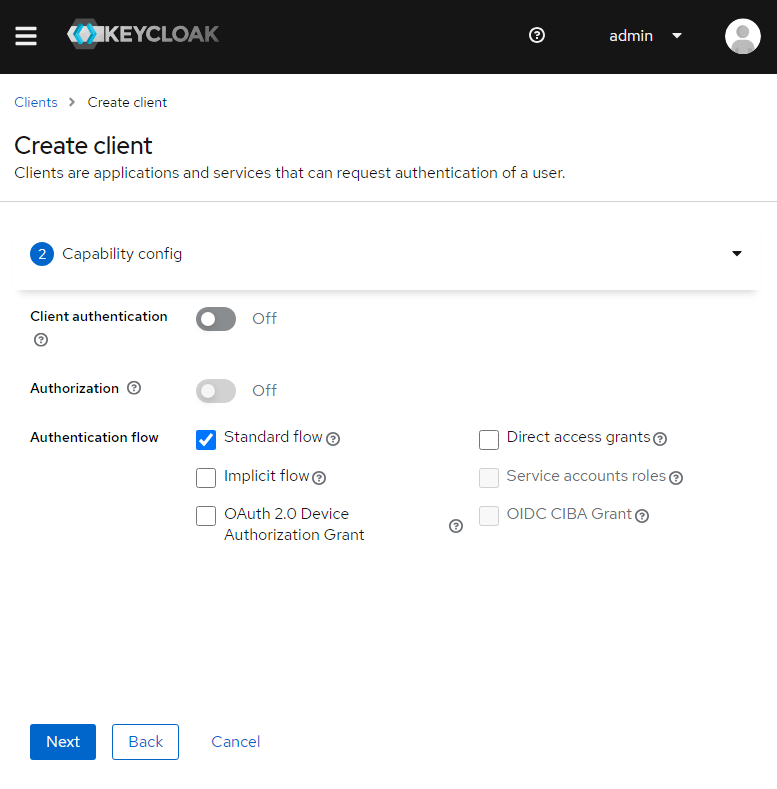 KEYCLOAK
admin
Clients
Create client
Create client
Clients are applications and services that can request authentication of a user.
2 Capability config
Client authentication
Off
Authorization
Off
Authentication flow
Standard flow
Direct access grants
Implicit flow
Service accounts roles
OAuth 2.0 Device
Authorization Grant
OIDC CIBA Grant
Next
Back
Cancel